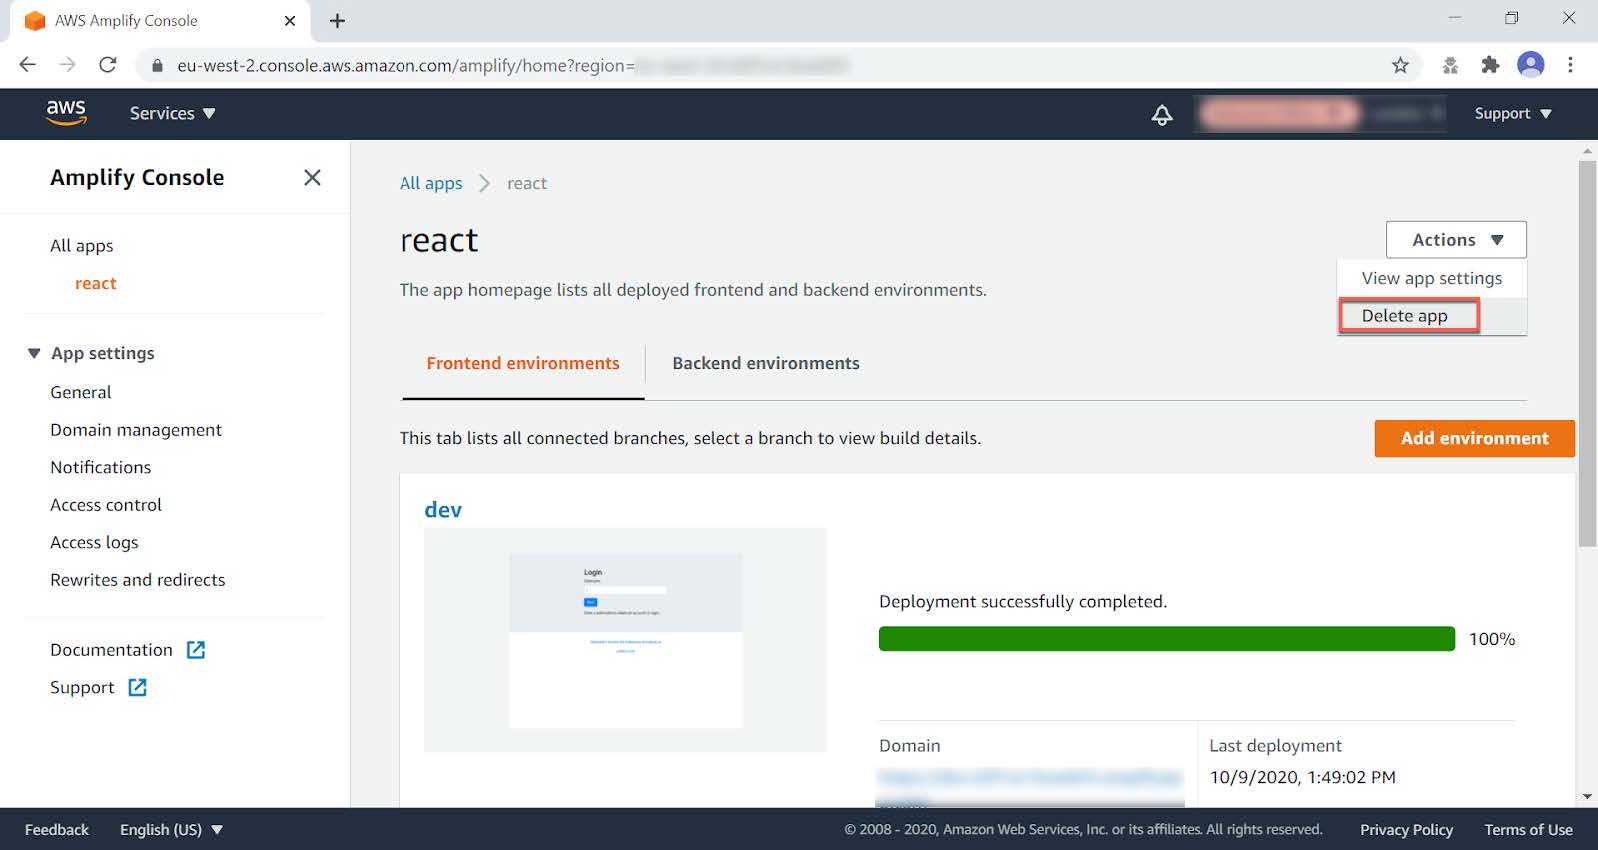 AWS Amplify Console
eu-west-2.console.aws.amazon.com/amplify/home?region=
aws
Services
Support
Amplify Console
All apps
react
App settings
General
Domain management
Notifications
Access control
Access logs
Rewrites and redirects
Documentation
Support
All apps > react
react
Actions
View app settings
Delete app
The app homepage lists all deployed frontend and backend environments.
Frontend environments
Backend environments
This tab lists all connected branches, select a branch to view build details.
Add environment
dev
Login
Deployment successfully completed.
100%
Domain
Last deployment
10/9/2020, 1:49:02 PM
Feedback
English (US)
© 2008 - 2020, Amazon Web Services, Inc. or its affiliates. All rights reserved.
Privacy Policy
Terms of Use